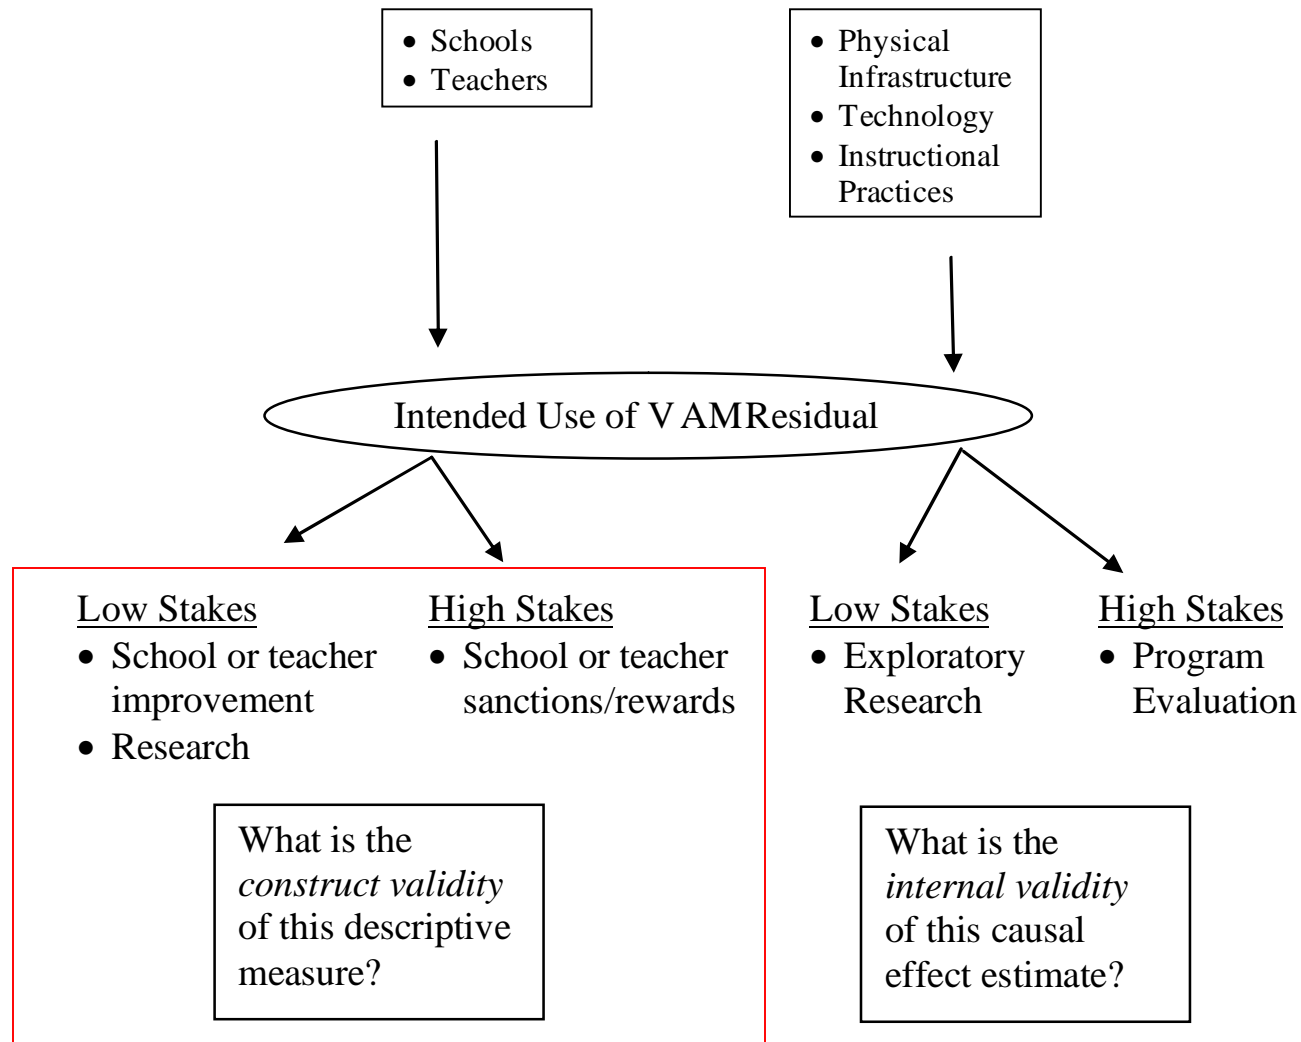 • Schools
• Teachers
• Physical
Infrastructure
• Technology
• Instructional
Practices
Intended Use of V AMResidual
Low Stakes
• School or teacher
improvement
• Research
High Stakes
• School or teacher
sanctions/rewards
Low Stakes
• Exploratory
Research
High Stakes
• Program
Evaluation
What is the
construct validity
of this descriptive
measure?
What is the
internal validity
of this causal
effect estimate?